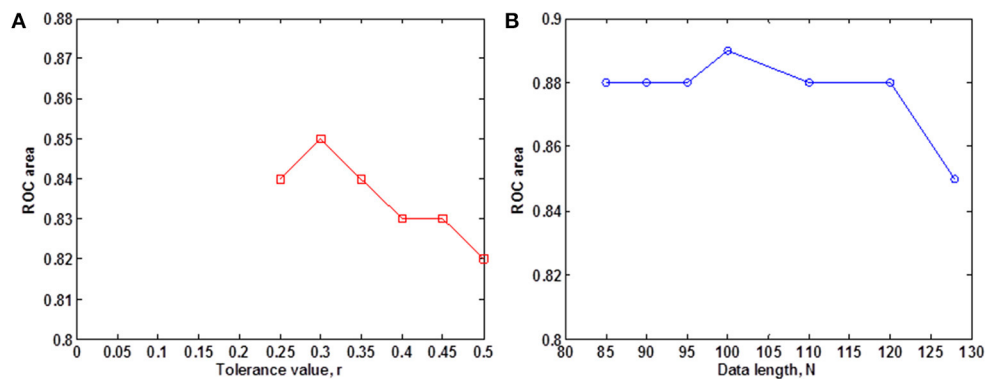 A
ROC area
0.88
0.87
0.86
0.85
0.84
0.83
0.82
0.81
0.8
0 0.05 0.1 0.15 0.2 0.25 0.3 0.35 0.4 0.45 0.5
Tolerance value, r
B
ROC area
0.9
0.88
0.86
0.84
0.82
0.8
80 85 90 95 100 105 110 115 120 125 130
Data length, N